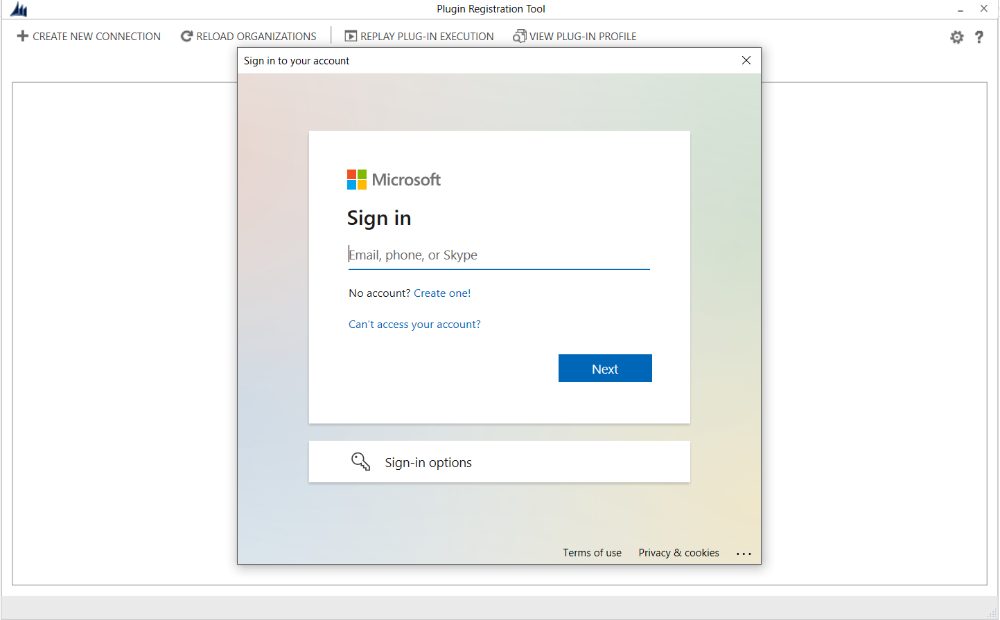 Plugin Registration Tool
CREATE NEW CONNECTION RELOAD ORGANIZATIONS REPLAY PLUG-IN EXECUTION VIEW PLUG-IN PROFILE ?
Sign in to your account
Microsoft
Sign in
Email, phone, or Skype
No account? Create one!
Can't access your account?
Next
Sign-in options
Terms of use Privacy & cookies ...